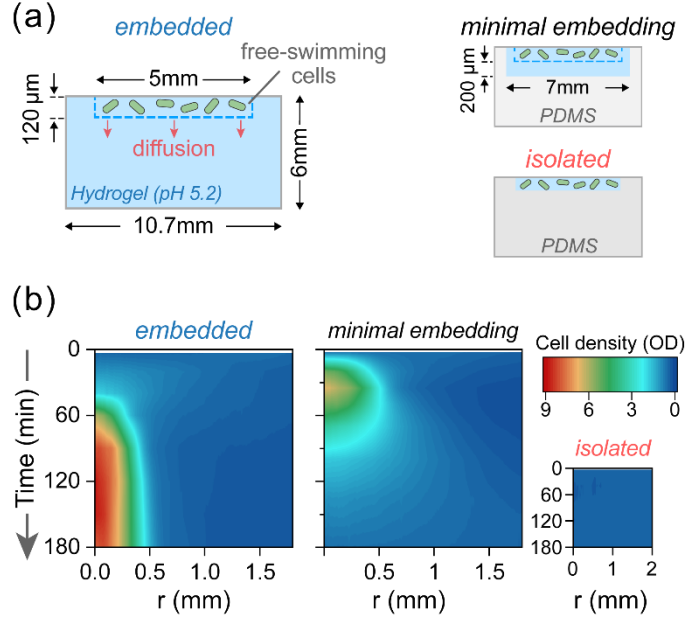 (a)
embedded
5mm
free-swimming
cells
120 µm
diffusion
6mm
Hydrogel (pH 5.2)
10.7mm
minimal embedding
200 µm
7mm
PDMS
isolated
PDMS
(b)
embedded
minimal embedding
Cell density (OD)
9 6 3 0
isolated
0
60
120
180
Time (min)
0.0 0.5 1.0 1.5
r (mm)
0.5 1.0 1.5
r (mm)
0
60
120
180
0 1 2
r (mm)